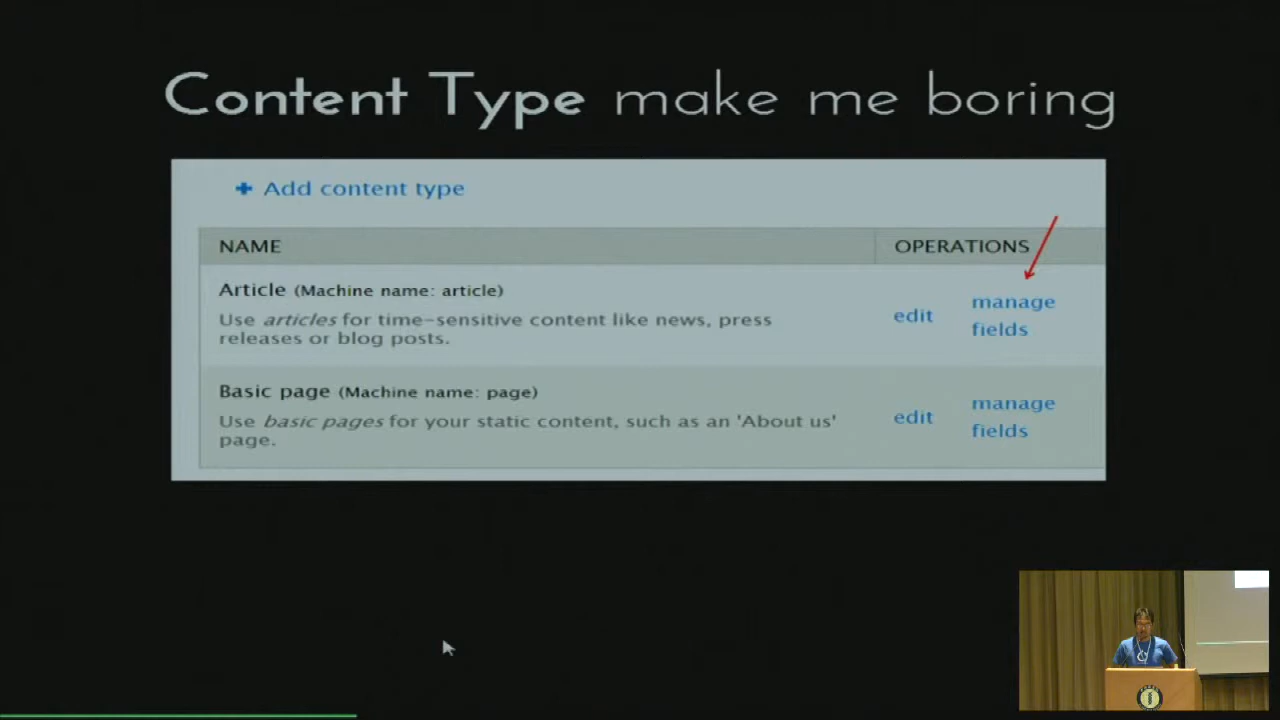 Content Type make me boring
+ Add content type
NAME OPERATIONS
Article (Machine name: article)
Use articles for time-sensitive content like news, press
releases or blog posts.
edit
manage
fields
Basic page (Machine name: page)
Use basic pages for your static content, such as an 'About us'
page.
edit
manage
fields